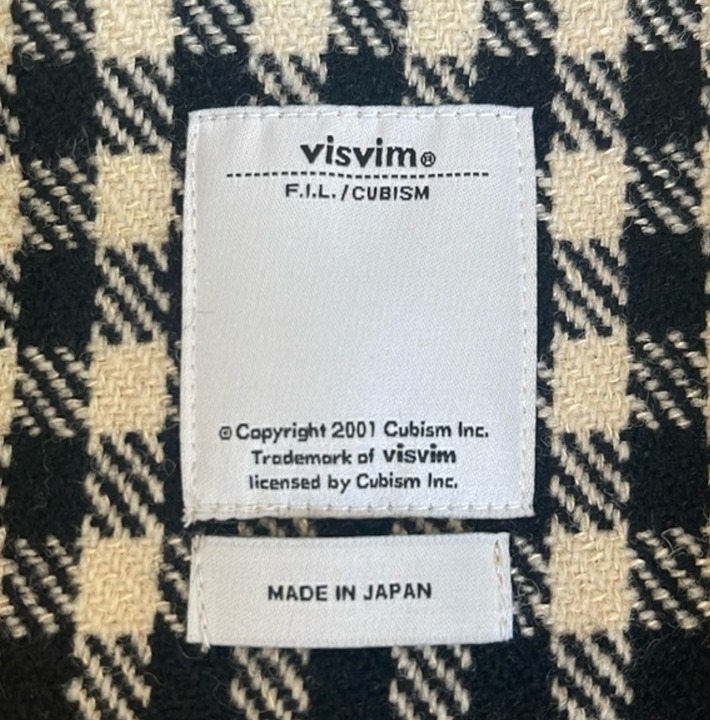 visvim®
F.I.L./CUBISM
© Copyright 2001 Cubism Inc.
Trademark of visvim
licensed by Cubism Inc.
MADE IN JAPAN